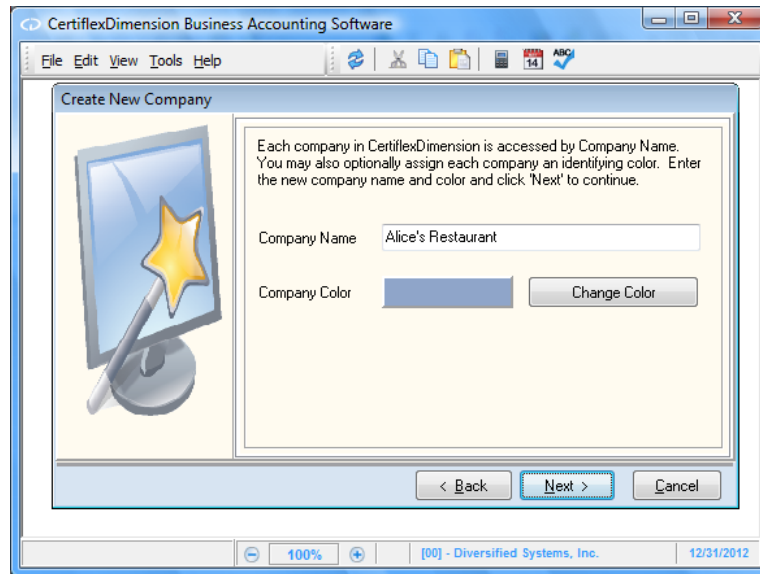 CertiflexDimension Business Accounting Software
File Edit View Tools Help
14 ABC
Create New Company
Each company in CertiflexDimension is accessed by Company Name.
You may also optionally assign each company an identifying color. Enter
the new company name and color and click 'Next' to continue.
Company Name Alice's Restaurant
Company Color Change Color
< Back Next > Cancel
100% [00] - Diversified Systems, Inc. 12/31/2012